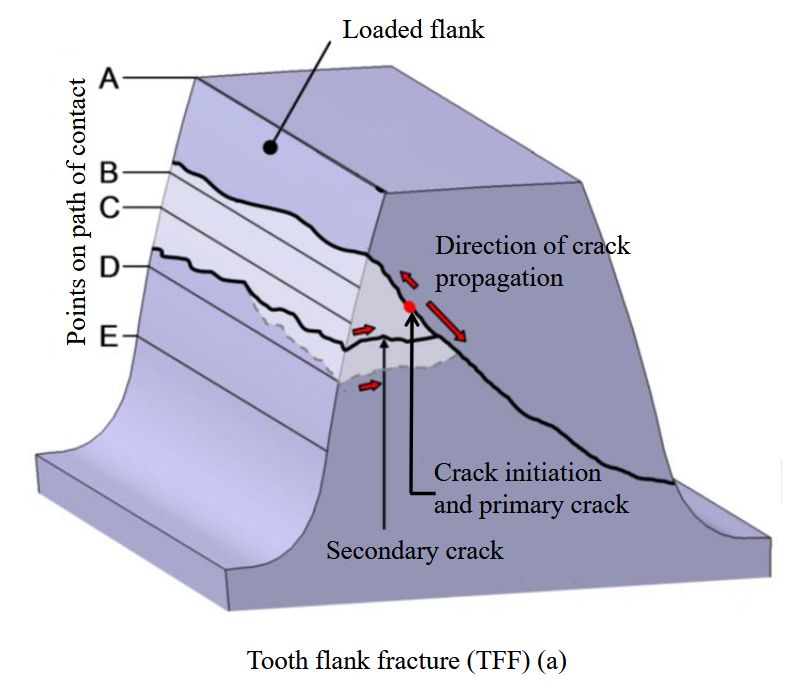 Loaded flank
A
Points on path of contact
B
C
D
E
Direction of crack
propagation
Crack initiation
and primary crack
Secondary crack
Tooth flank fracture (TFF) (a)